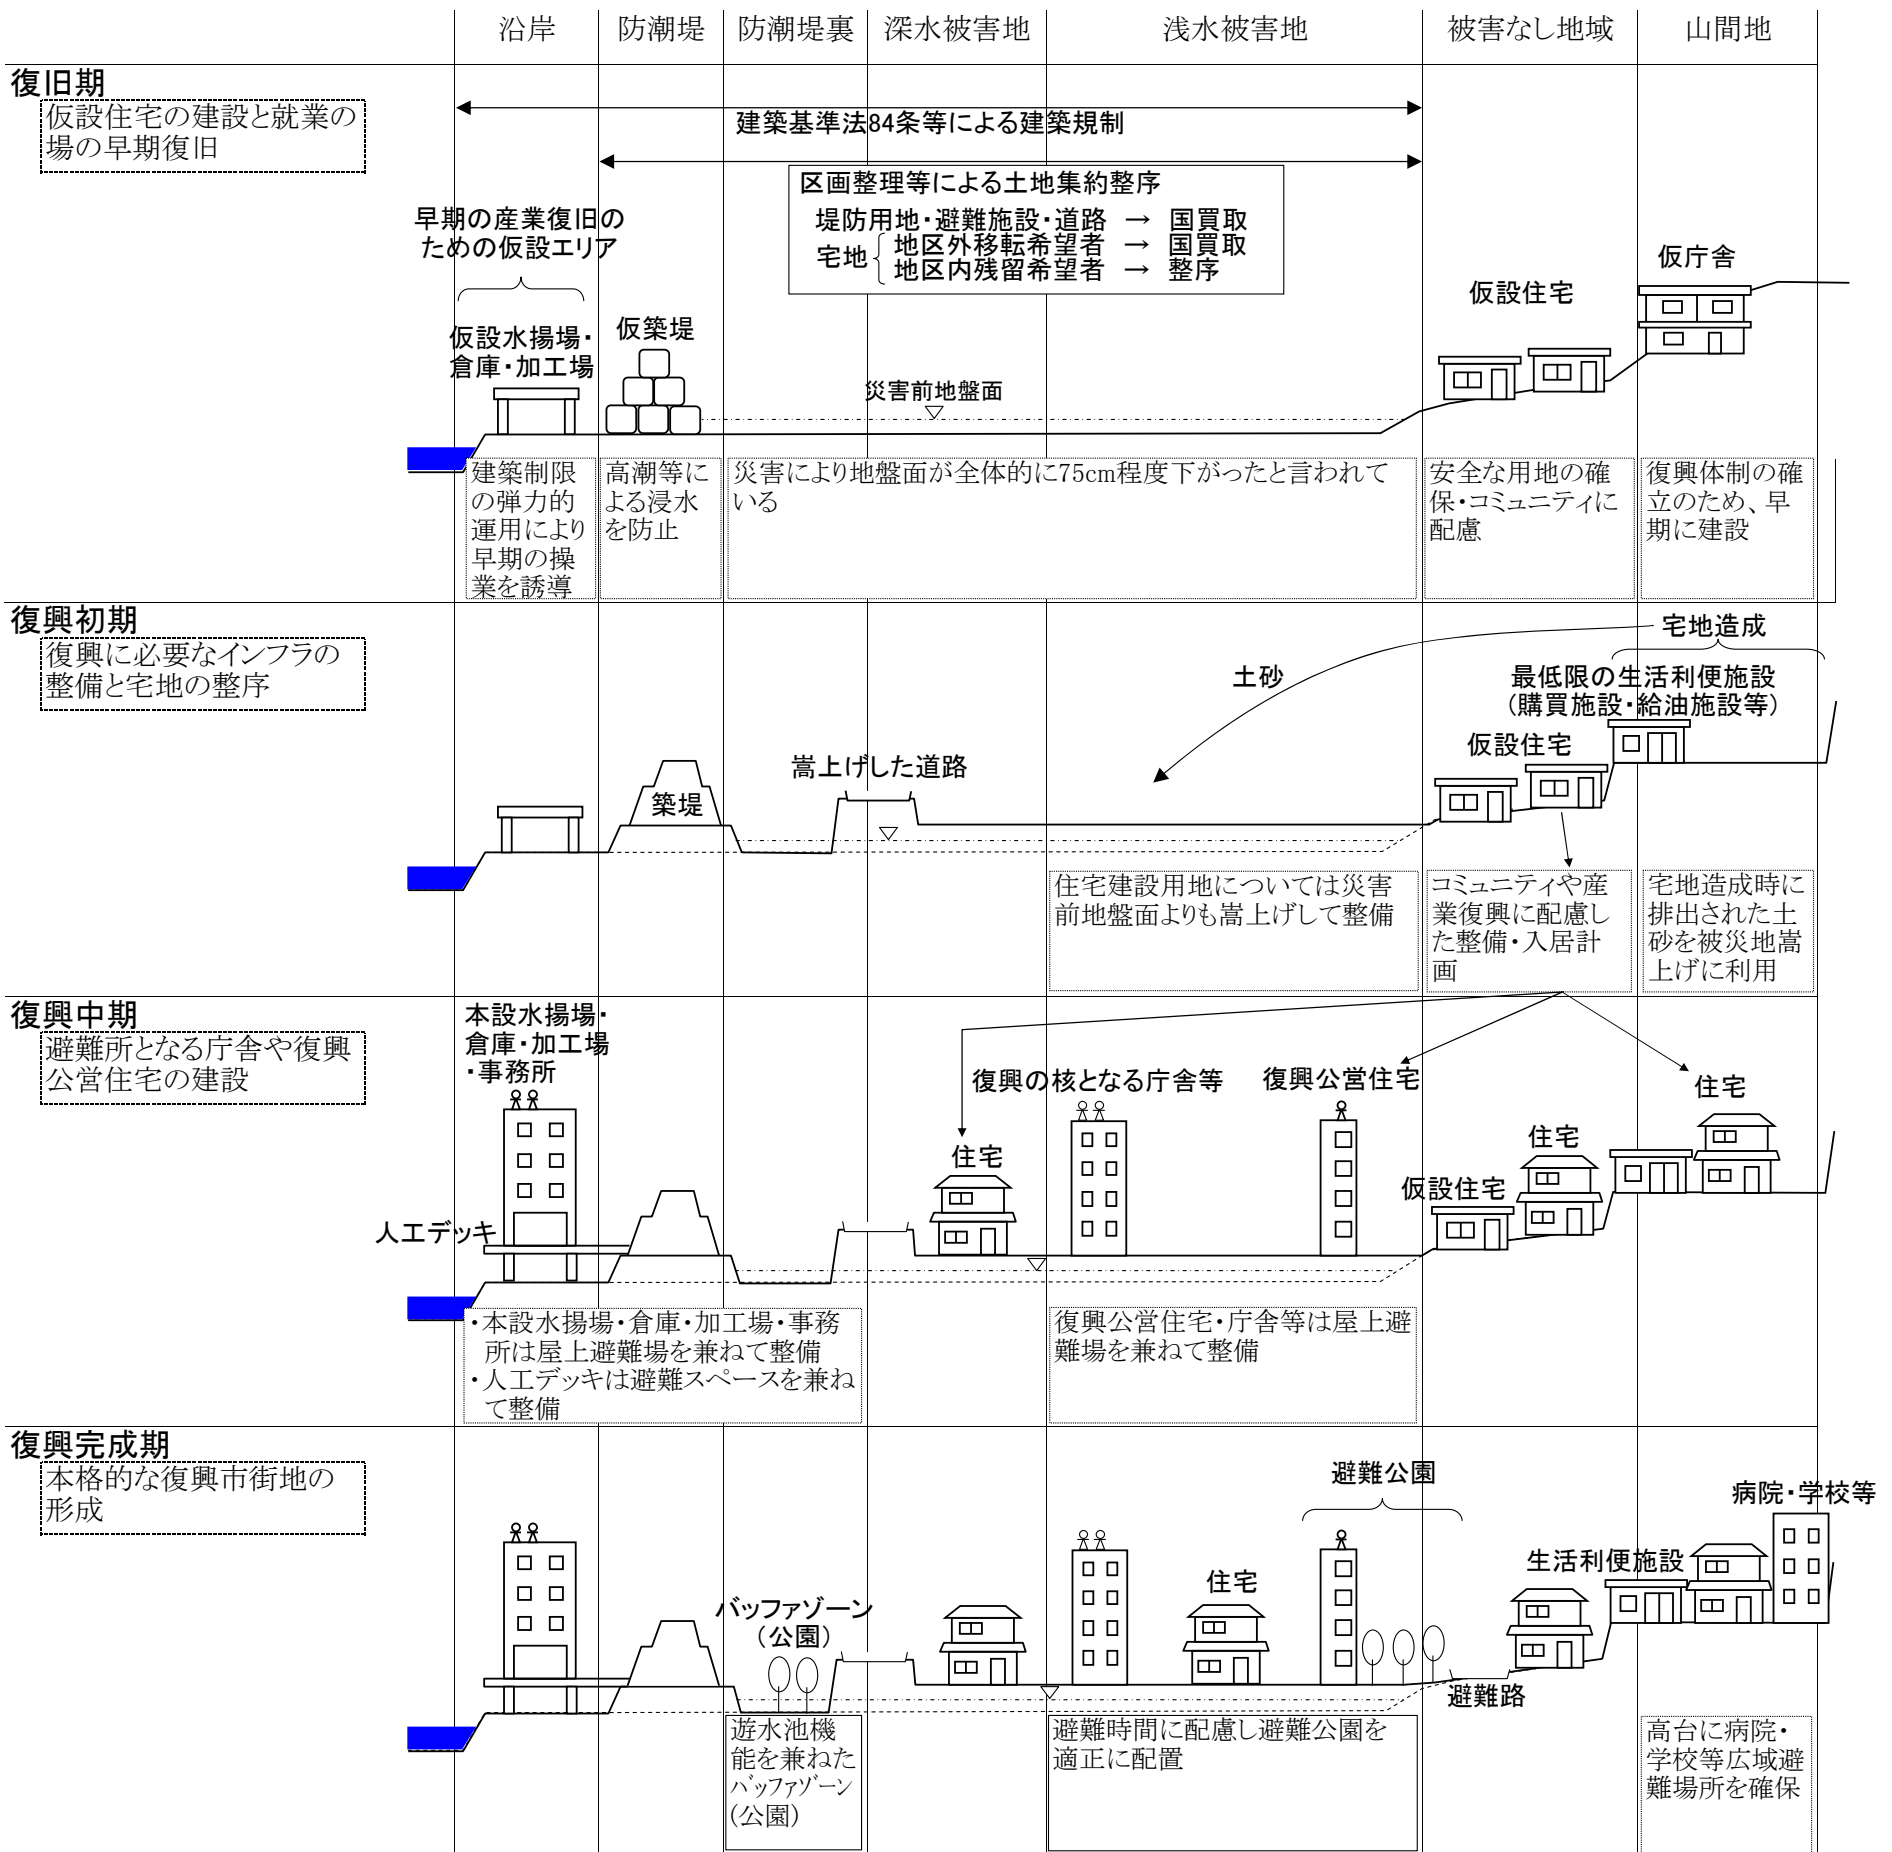 沿岸
防潮堤
防潮堤裏
深水被害地
浅水被害地
被害なし地域
山間地
復旧期
仮設住宅の建設と就業の
場の早期復旧
建築基準法84条等による建築規制
区画整理等による土地集約整序
堤防用地・避難施設・道路 → 国買取
宅地
地区外移転希望者 → 国買取
地区内残留希望者 → 整序
早期の産業復旧の
ための仮設エリア
仮設水揚場・
倉庫・加工場
仮築堤
災害前地盤面
仮設住宅
仮庁舎
建築制限
の弾力的
運用により
早期の操
業を誘導
高潮等に
よる浸水
を防止
災害により地盤面が全体的に75cm程度下がったと言われて
いる
安全な用地の確
保・コミュニティに
配慮
復興体制の確
立のため、早
期に建設
復興初期
復興に必要なインフラの
整備と宅地の整序
築堤
嵩上げした道路
土砂
宅地造成
最低限の生活利便施設
(購買施設・給油施設等)
仮設住宅
住宅建設用地については災害
前地盤面よりも嵩上げして整備
コミュニティや産
業復興に配慮し
た整備・入居計
画
宅地造成時に
排出された土
砂を被災地嵩
上げに利用
復興中期
避難所となる庁舎や復興
公営住宅の建設
本設水揚場・
倉庫・加工場
・事務所
人工デッキ
住宅
復興の核となる庁舎等
復興公営住宅
仮設住宅
住宅
住宅
・本設水揚場・倉庫・加工場・事務
所は屋上避難場を兼ねて整備
・人工デッキは避難スペースを兼ね
て整備
復興公営住宅・庁舎等は屋上避
難場を兼ねて整備
復興完成期
本格的な復興市街地の
形成
バッファゾーン
(公園)
住宅
避難公園
避難路
生活利便施設
病院・学校等
遊水池機
能を兼ねた
バッファゾーン
(公園)
避難時間に配慮し避難公園を
適正に配置
高台に病院・
学校等広域避
難場所を確保